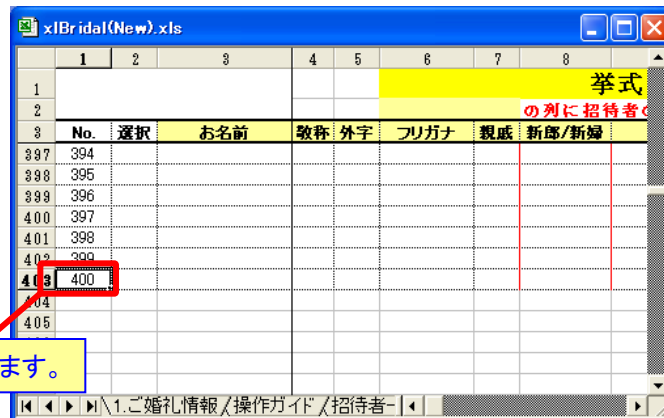 xlBridal(New).xls
1 2 3 4 5 6 7 8
1 挙式
2 の列に招待者の
3 No. 選択 お名前 敬称 外字 フリガナ 親戚 新郎/新婦
397 394
398 395
399 396
400 397
401 398
402 399
403 400
404
405
ます。
1.ご婚礼情報 / 操作ガイド / 招待者